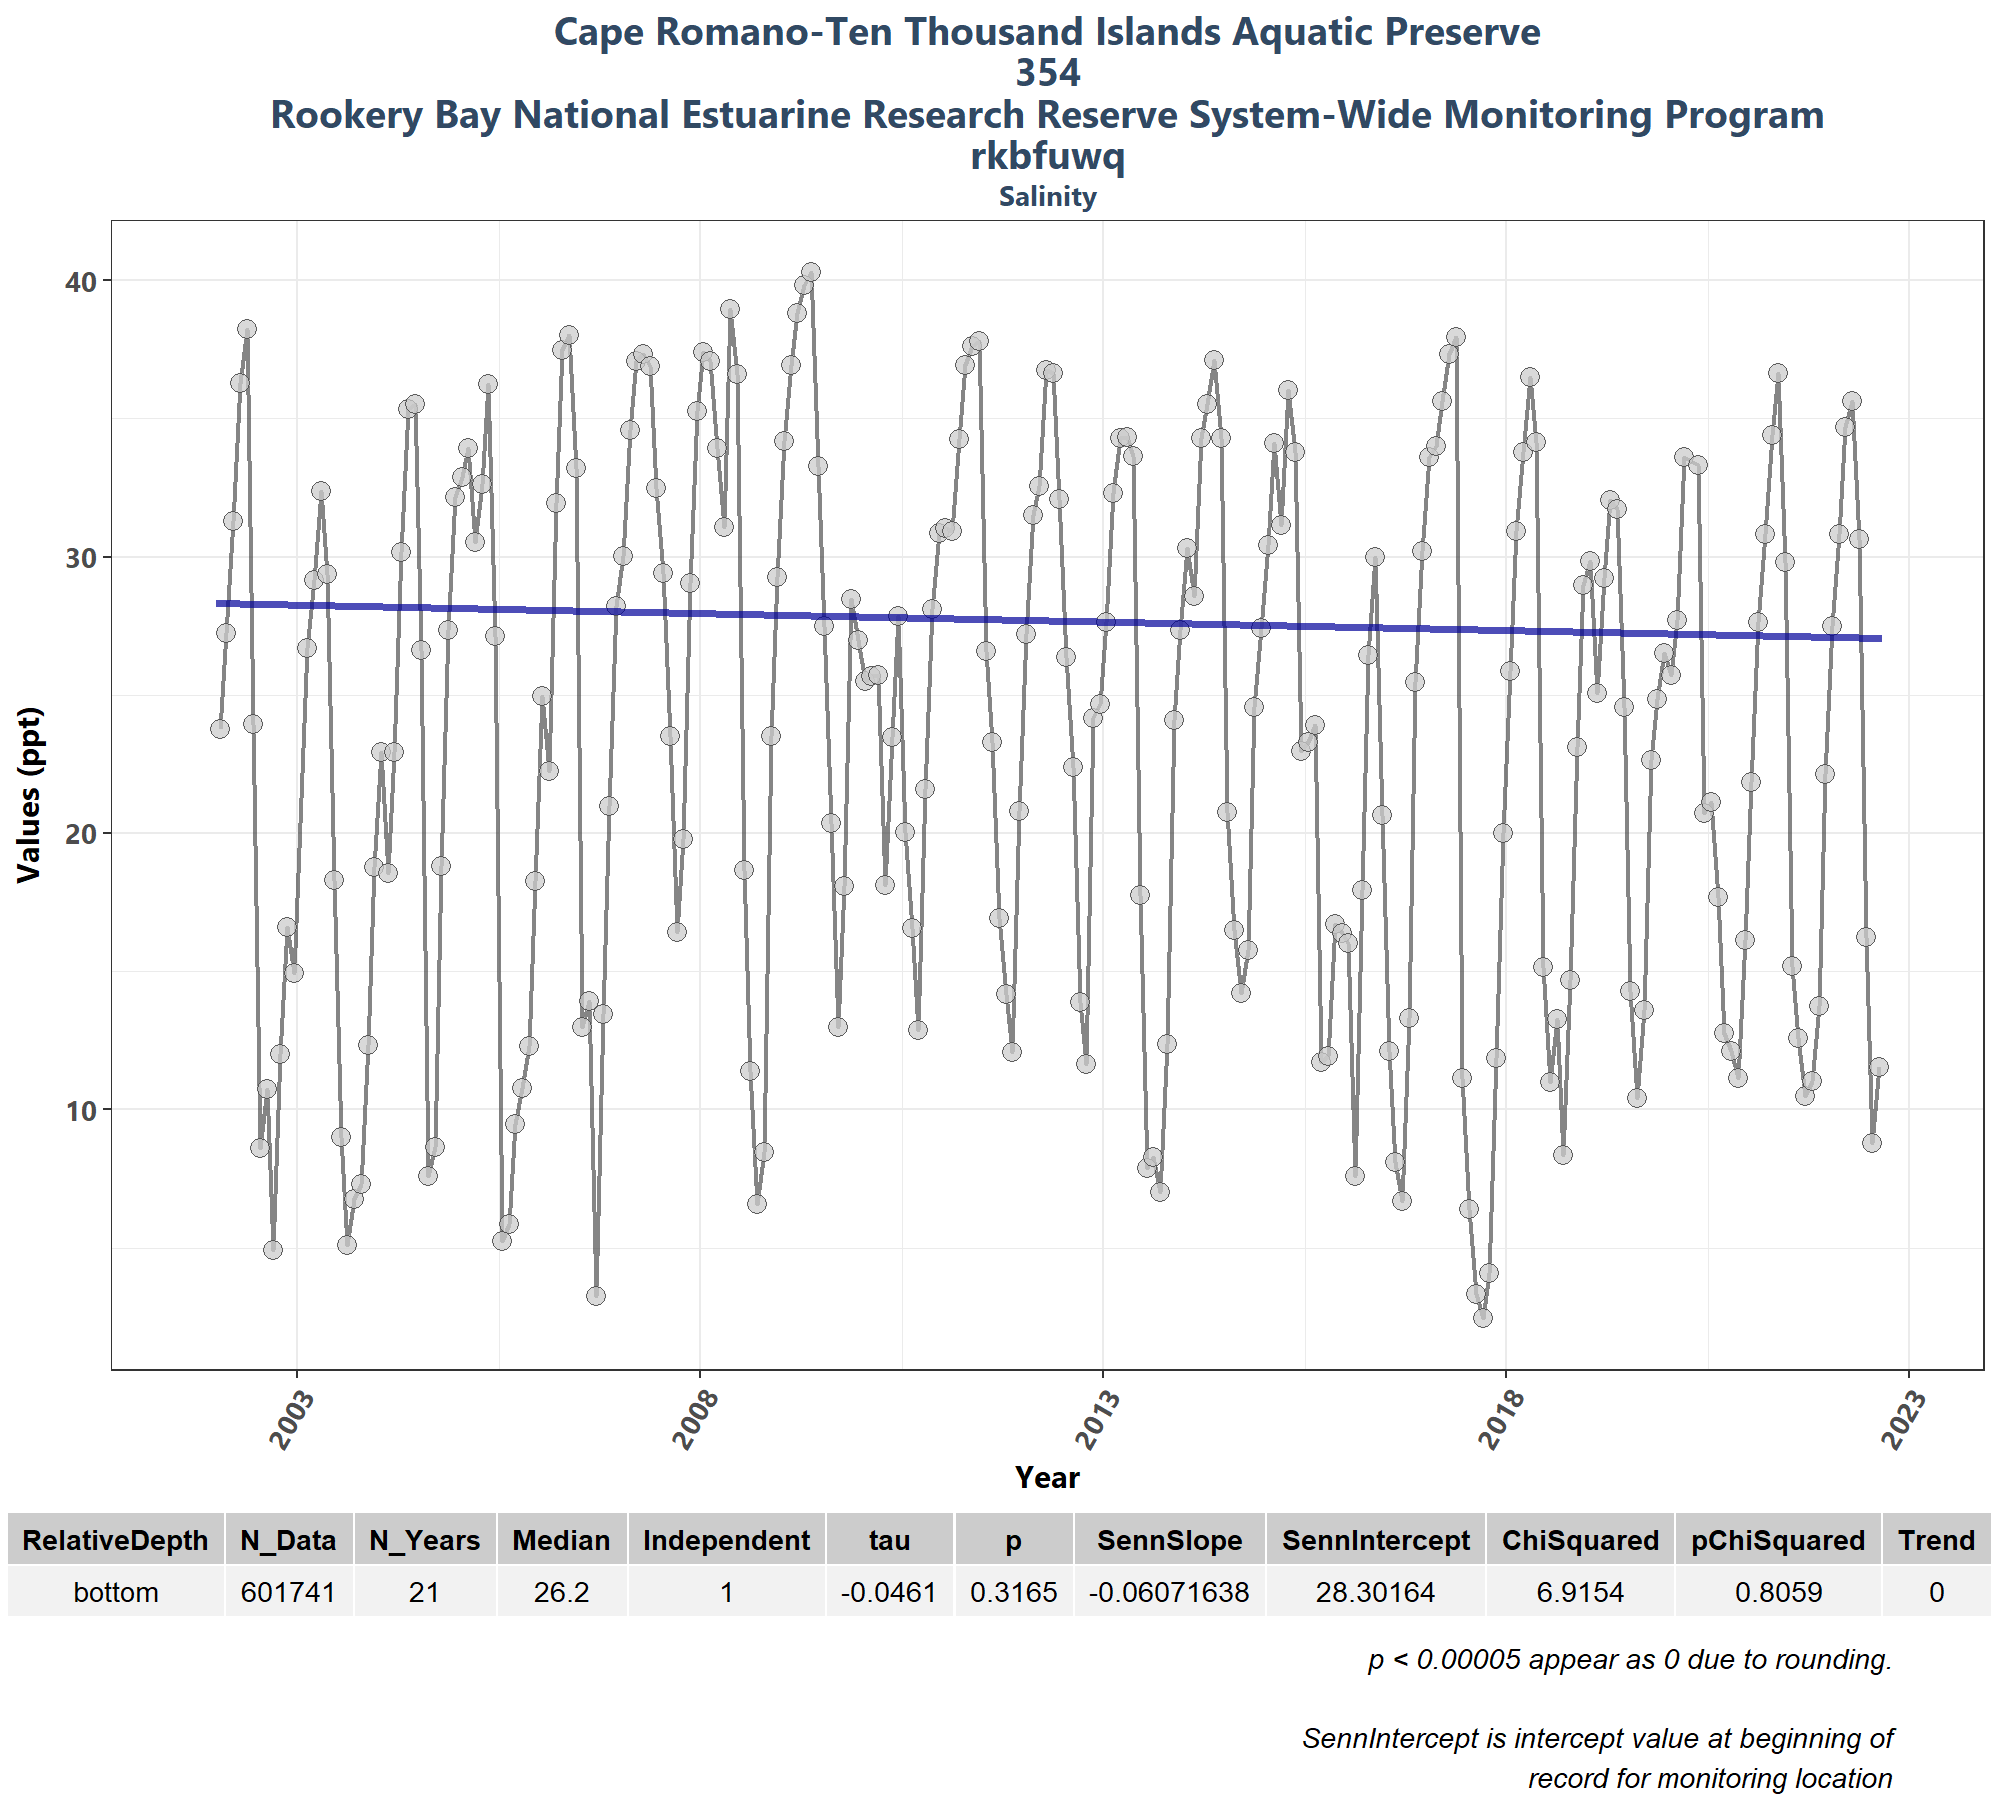 Cape Romano-Ten Thousand Islands Aquatic Preserve
354
Rookery Bay National Estuarine Research Reserve System-Wide Monitoring Program
rkbfuwq
Salinity
40
30
20
10
Values (ppt)
2003 2008 2013 2018 2023
Year
RelativeDepth N_Data N_Years Median Independent tau p SennSlope SennIntercept ChiSquared pChiSquared Trend
bottom 601741 21 26.2 1 -0.0461 0.3165 -0.06071638 28.30164 6.9154 0.8059 0
p < 0.00005 appear as 0 due to rounding.
SennIntercept is intercept value at beginning of
record for monitoring location